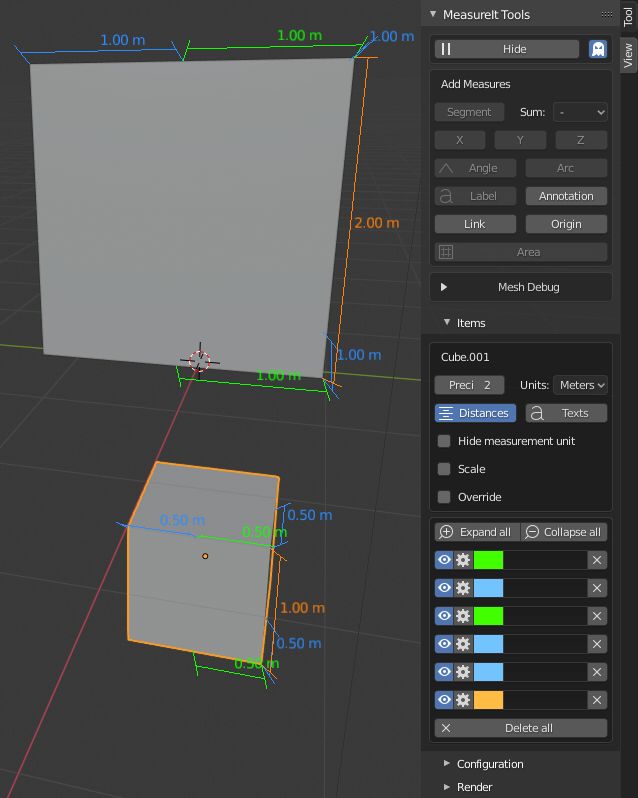 1.00 m
1.00 m
1.00 m
2.00 m
1.00 m
1.00 m
0.50 m
0.50 m
0.50 m
1.00 m
0.50 m
0.50 m
MeasureIt Tools
Tool
View
Hide
Add Measures
Segment Sum: -
X Y Z
Angle Arc
Label Annotation
Link Origin
Area
Mesh Debug
Items
Cube.001
Preci 2 Units: Meters
Distances Texts
Hide measurement unit
Scale
Override
Expand all Collapse all
Delete all
Configuration
Render